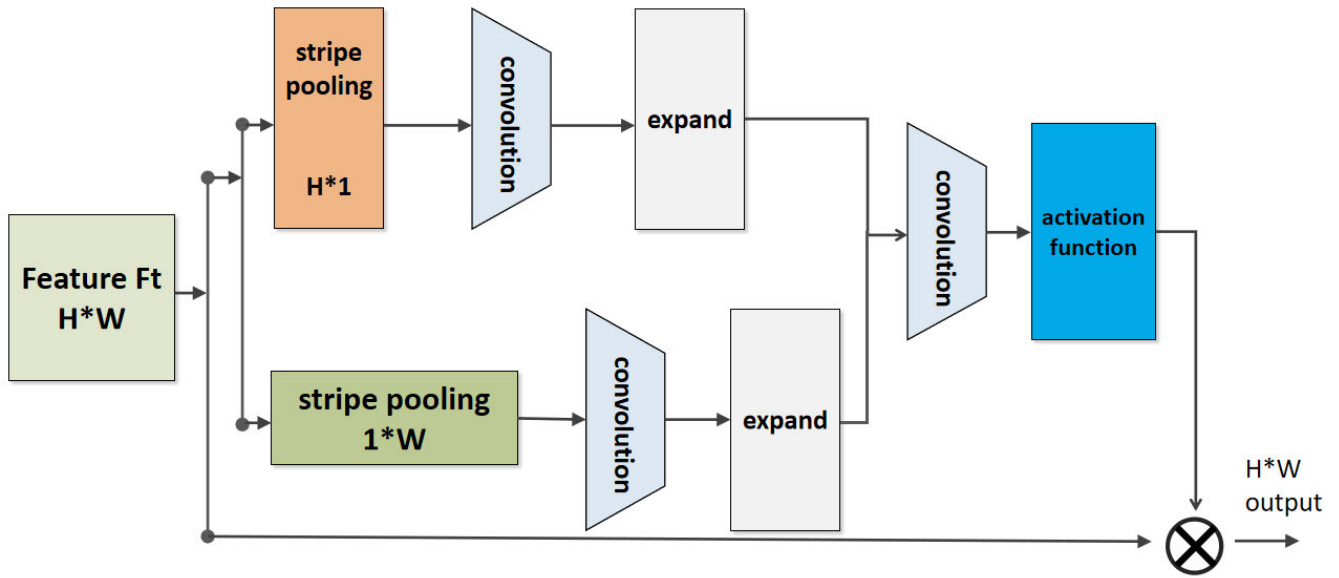 stripe
pooling
H*1
convolution
expand
convolution
activation
function
Feature Ft
H*W
stripe pooling
1*W
convolution
expand
H*W
output